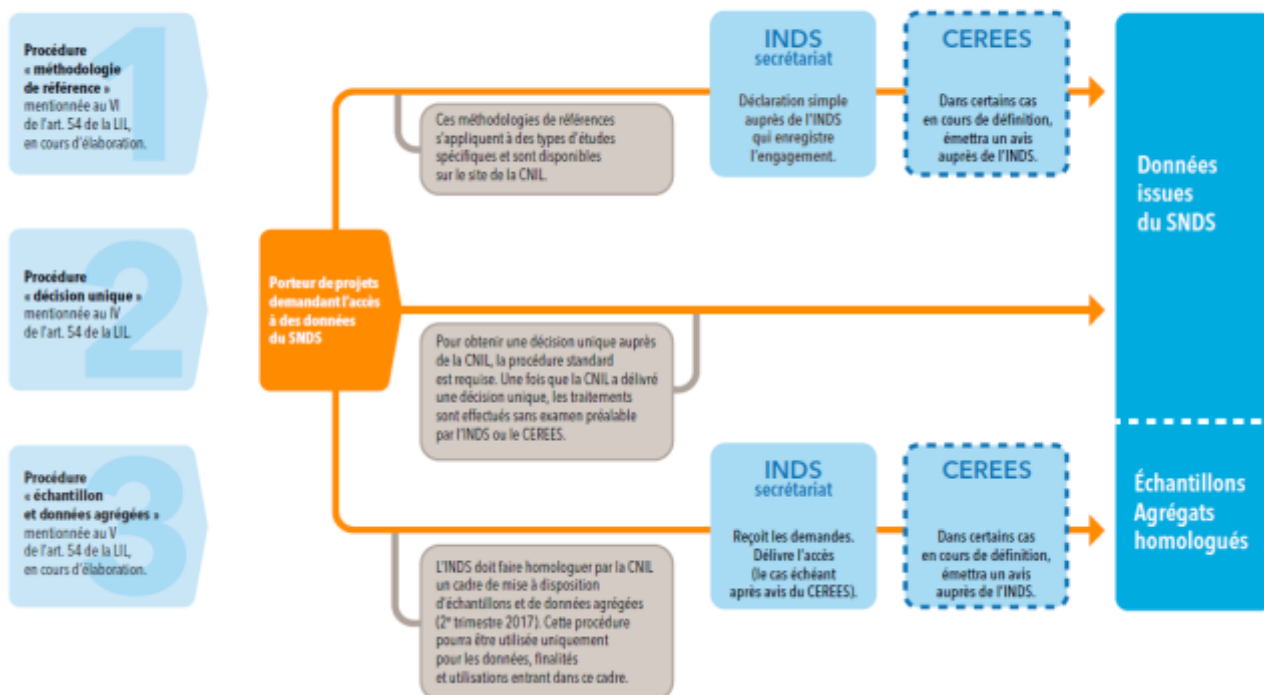 1
Procédure
« méthodologie
de référence »
mentionnée au VI
de l'art. 54 de la LIL,
en cours d'élaboration.
Ces méthodologies de références
s'appliquent à des types d'études
spécifiques et sont disponibles
sur le site de la CNIL.
INDS
secrétariat
Déclaration simple
auprès de l'INDS
qui enregistre
l'engagement.
CEREES
Dans certains cas
en cours de définition,
émettra un avis
auprès de l'INDS.
Données
issues
du SNDS
2
Procédure
« décision unique »
mentionnée au IV
de l'art. 54 de la LIL.
Porteur de projets
demandant l'accès
à des données
du SNDS
Pour obtenir une décision unique auprès
de la CNIL, la procédure standard
est requise. Une fois que la CNIL a délivré
une décision unique, les traitements
sont effectués sans examen préalable
par l'INDS ou le CEREES.
3
Procédure
« échantillon
et données agrégées »
mentionnée au V
de l'art. 54 de la LIL,
en cours d'élaboration.
L'INDS doit faire homologuer par la CNIL
un cadre de mise à disposition
d'échantillons et de données agrégées
(2e trimestre 2017). Cette procédure
pourra être utilisée uniquement
pour les données, finalités
et utilisations entrant dans ce cadre.
INDS
secrétariat
Reçoit les demandes.
Délivre l'accès
(le cas échéant
après avis du CEREES).
CEREES
Dans certains cas
en cours de définition,
émettra un avis
auprès de l'INDS.
Échantillons
Agrégats
homologués